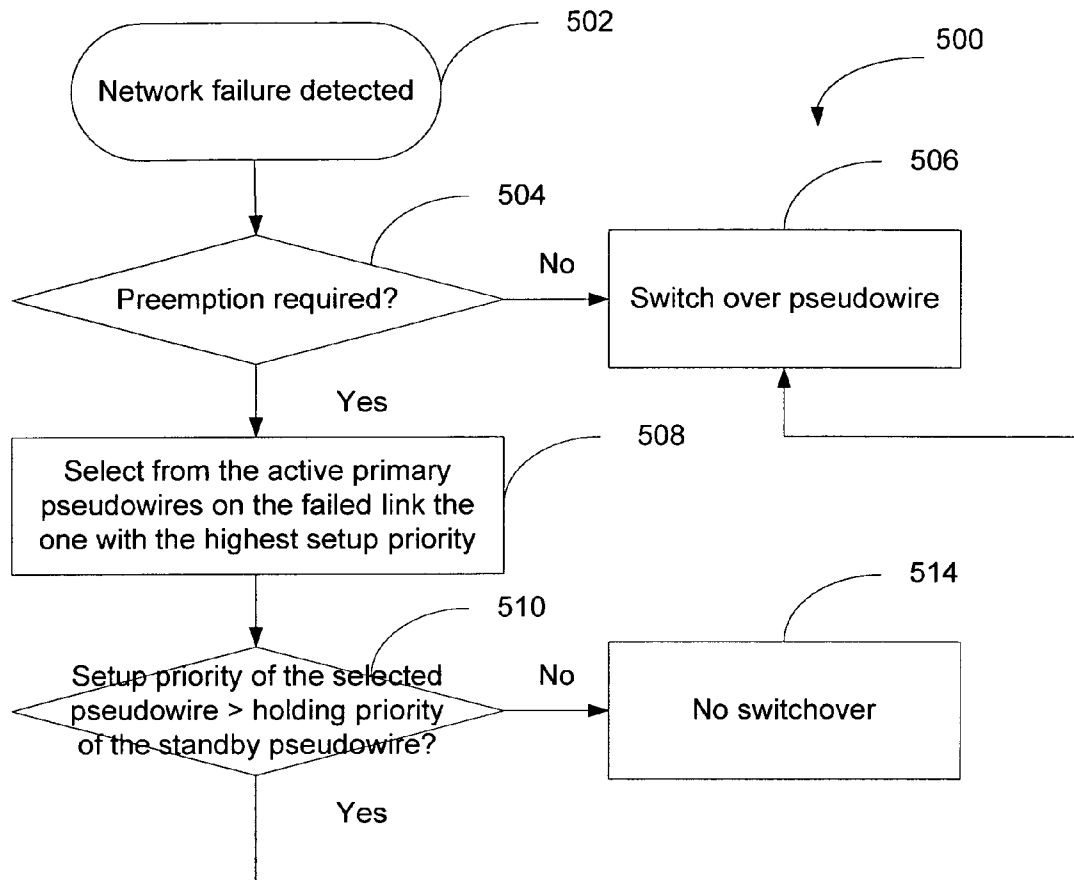 502
500
Network failure detected
506
504
No
Preemption required?
Switch over pseudowire
Yes
508
Select from the active primary
pseudowires on the failed link the
one with the highest setup priority
514
510
Setup priority of the selected
pseudowire > holding priority
of the standby pseudowire?
No
No switchover
Yes